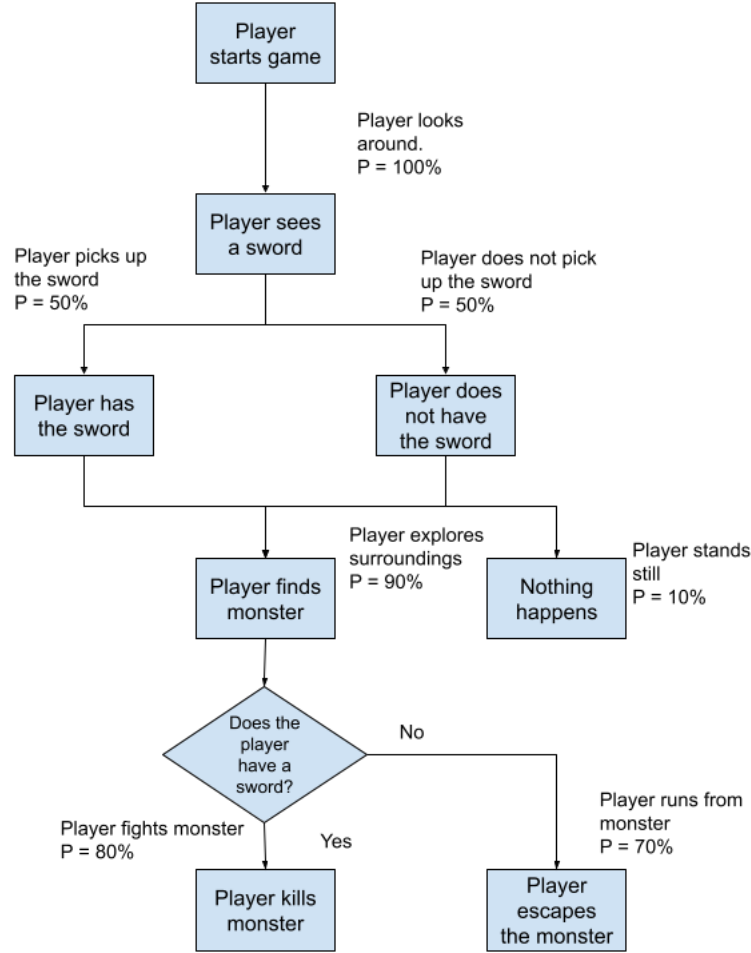 Player
starts game
Player looks
around.
P = 100%
Player sees
a sword
Player picks up
the sword
P = 50%
Player does not pick
up the sword
P = 50%
Player has
the sword
Player does
not have
the sword
Player explores
surroundings
P = 90%
Player stands
still
P = 10%
Player finds
monster
Nothing
happens
Does the
player
have a
sword?
No
Player fights monster
P = 80%
Yes
Player runs from
monster
P = 70%
Player kills
monster
Player
escapes
the monster